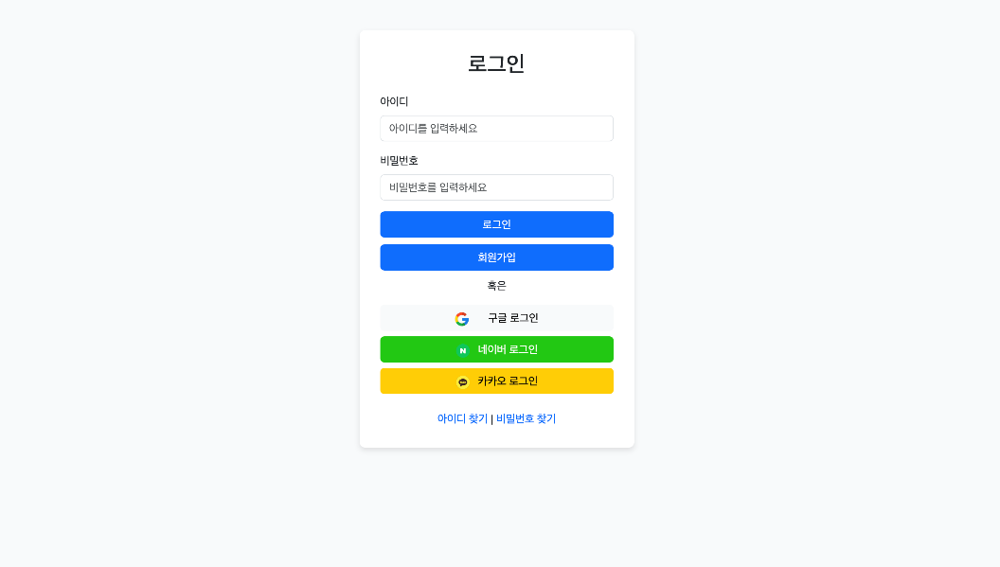 로그인
아이디
아이디를 입력하세요
비밀번호
비밀번호를 입력하세요
로그인
회원가입
혹은
구글 로그인
네이버 로그인
카카오 로그인
아이디 찾기 | 비밀번호 찾기